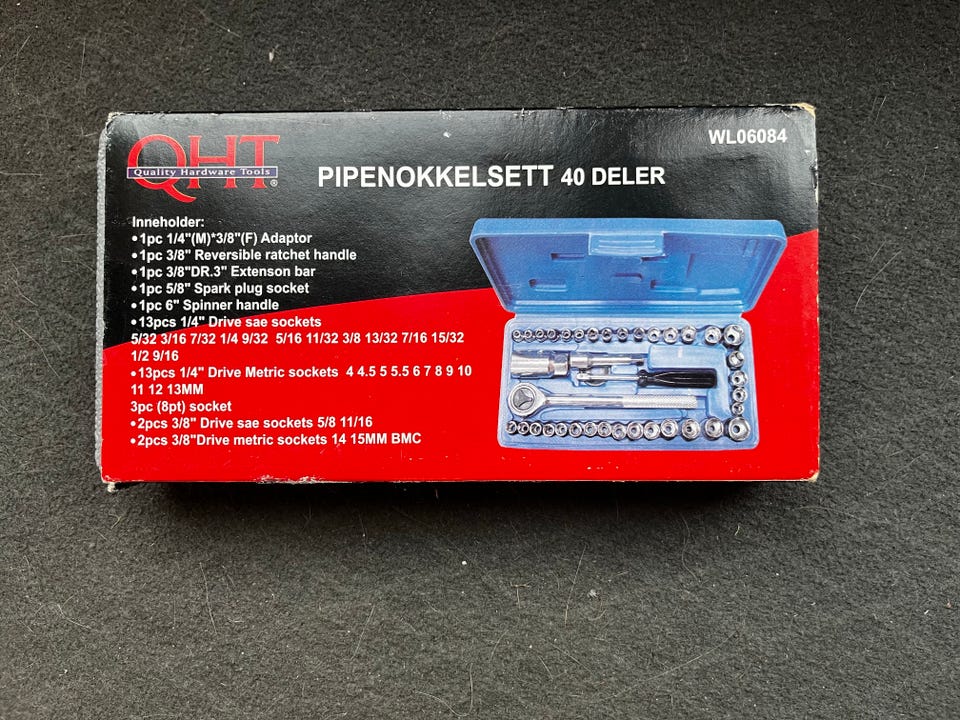 QHT
Quality Hardware Tools
®
WL06084
PIPENOKKELSETT 40 DELER
Inneholder:
•1pc 1/4"(M)*3/8"(F) Adaptor
•1pc 3/8" Reversible ratchet handle
•1pc 3/8"DR.3" Extenson bar
•1pc 5/8" Spark plug socket
•1pc 6" Spinner handle
•13pcs 1/4" Drive sae sockets
5/32 3/16 7/32 1/4 9/32 5/16 11/32 3/8 13/32 7/16 15/32
1/2 9/16
•13pcs 1/4" Drive Metric sockets 4 4.5 5 5.5 6 7 8 9 10
11 12 13MM
3pc (8pt) socket
•2pcs 3/8" Drive sae sockets 5/8 11/16
•2pcs 3/8"Drive metric sockets 14 15MM BMC